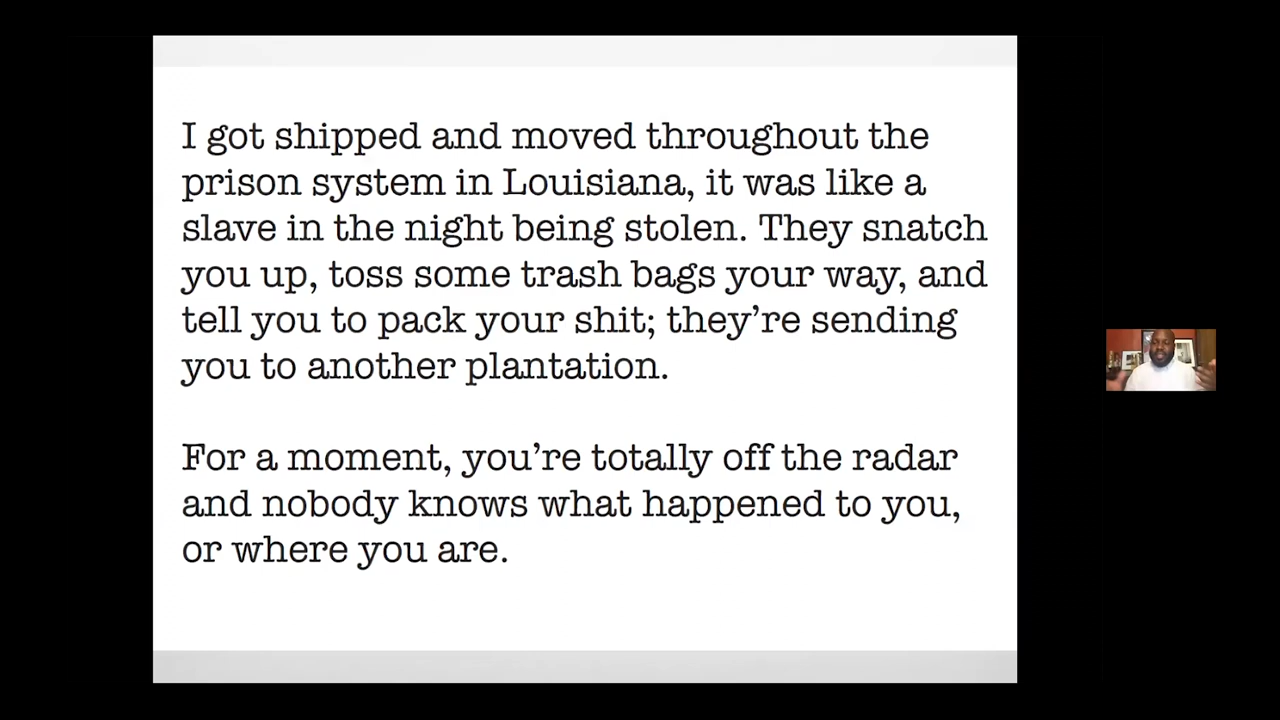 I got shipped and moved throughout the
prison system in Louisiana, it was like a
slave in the night being stolen. They snatch
you up, toss some trash bags your way, and
tell you to pack your shit; they’re sending
you to another plantation.
For a moment, you’re totally off the radar
and nobody knows what happened to you,
or where you are.